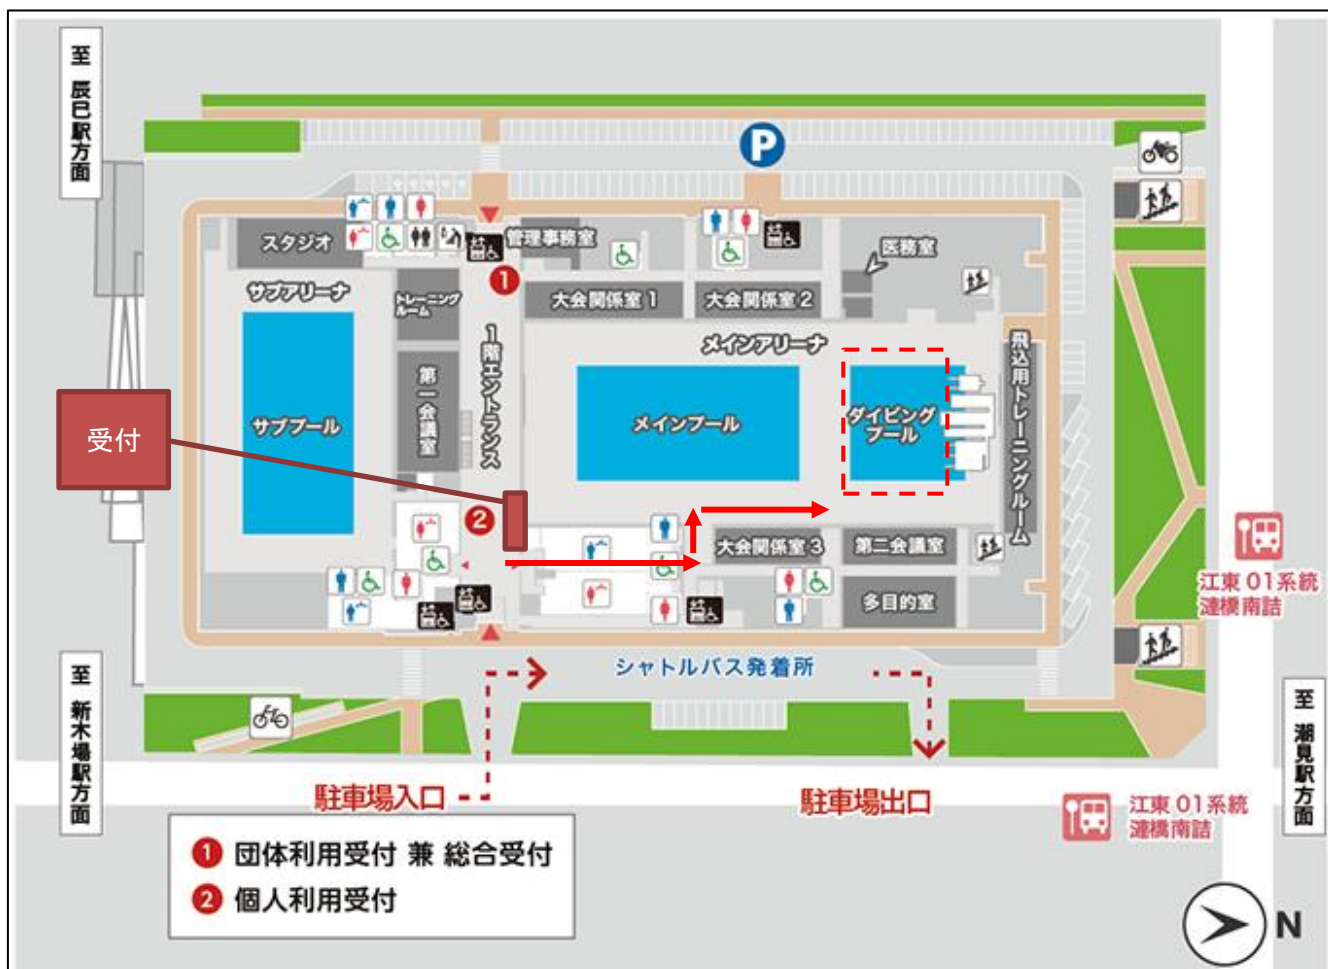 至 辰巳駅方面
P
スタジオ
管理事務室
医務室
サブアリーナ
トレーニング
ルーム
1
大会関係室 1
大会関係室 2
1階エントランス
メインアリーナ
飛込用トレーニングルーム
第一会議室
受付
サブプール
メインプール
ダイビング
プール
2
大会関係室 3
第二会議室
多目的室
江東 01系統
漣橋南詰
シャトルバス発着所
至 新木場駅方面
至 潮見駅方面
駐車場入口
駐車場出口
江東 01系統
漣橋南詰
1 団体利用受付 兼 総合受付
2 個人利用受付
N